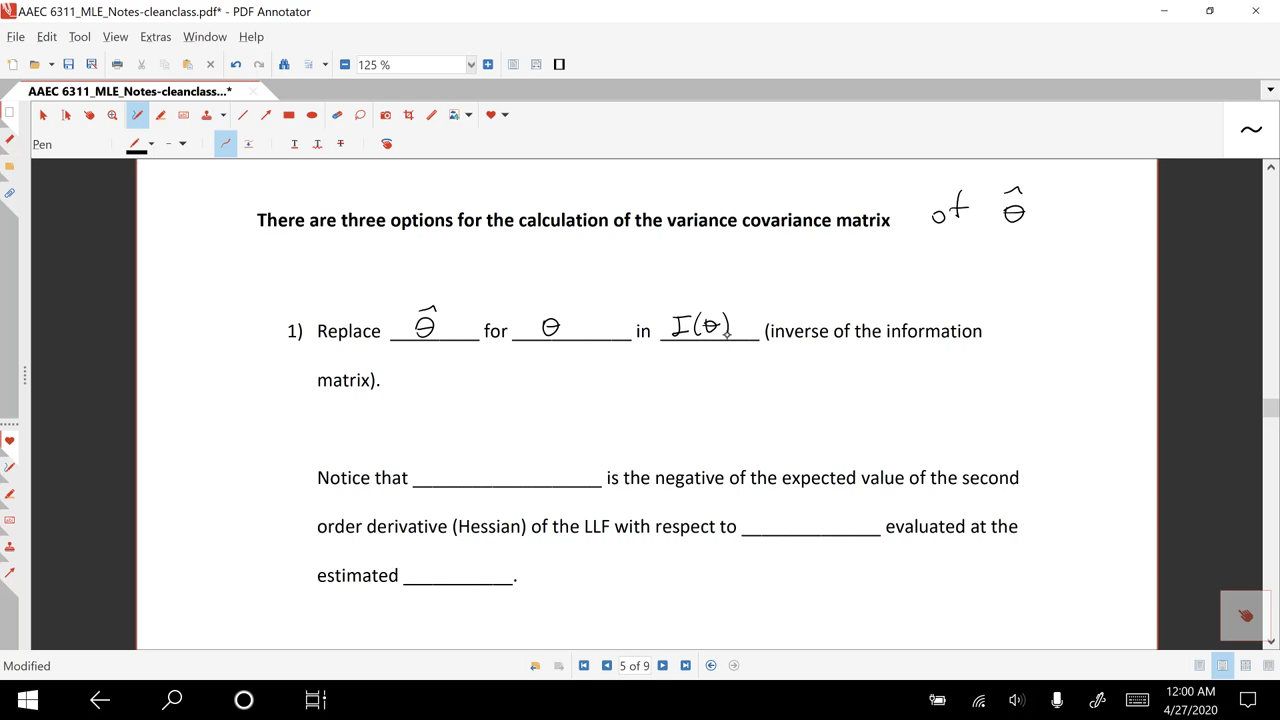 AAEC 6311_MLE_Notes-cleanclass.pdf* - PDF Annotator
File Edit Tool View Extras Window Help
125 %
AAEC 6311_MLE_Notes-cleanclass...*
Pen
There are three options for the calculation of the variance covariance matrix of θ̂
1) Replace θ̂ for θ in I(θ) (inverse of the information
matrix).
Notice that ____________________ is the negative of the expected value of the second
order derivative (Hessian) of the LLF with respect to ______________ evaluated at the
estimated ___________.
Modified
5 of 9
12:00 AM
4/27/2020